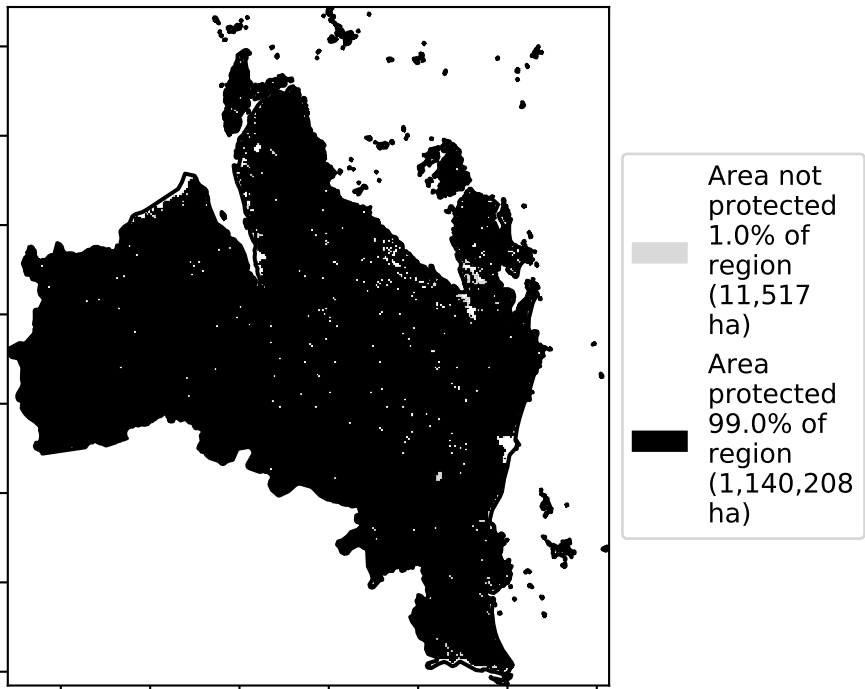 Area not
protected
1.0% of
region
(11,517
ha)
Area
protected
99.0% of
region
(1,140,208
ha)